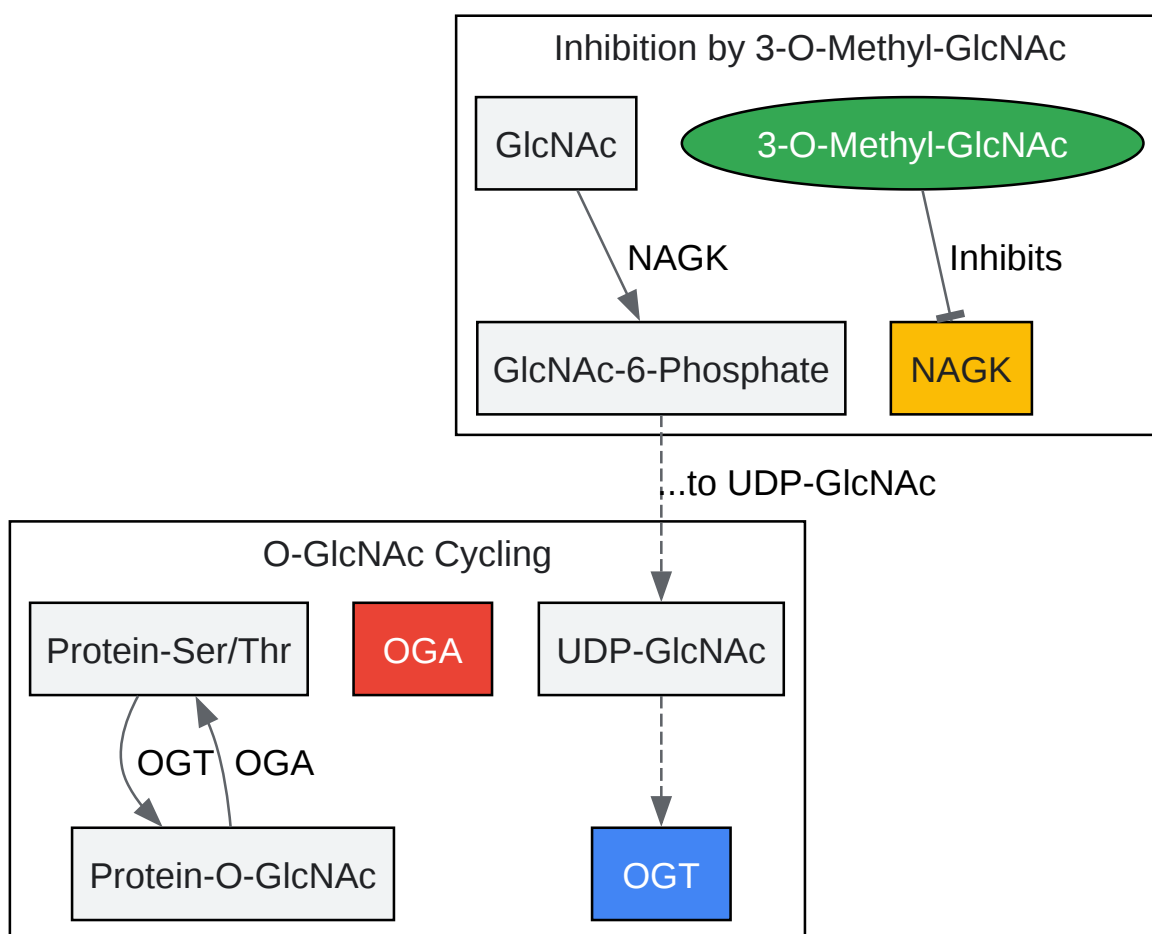 Inhibition by 3-O-Methyl-GlcNAc
GlcNAc
3-O-Methyl-GlcNAc
NAGK
Inhibits
GlcNAc-6-Phosphate
NAGK
...to UDP-GlcNAc
O-GlcNAc Cycling
Protein-Ser/Thr
OGA
UDP-GlcNAc
OGT
OGA
Protein-O-GlcNAc
OGT